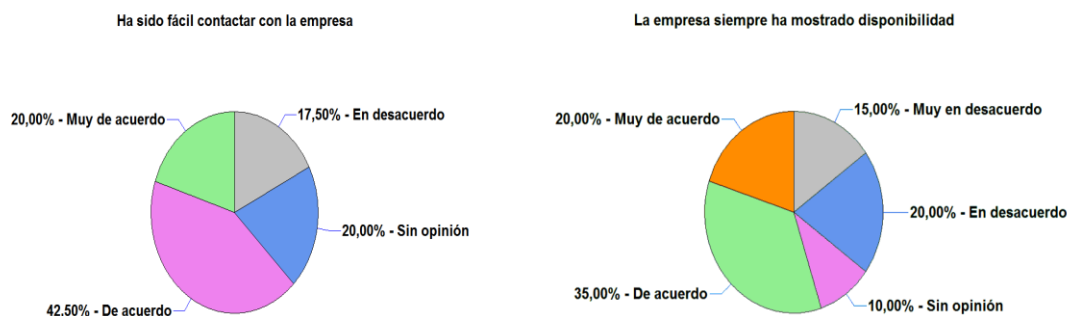 Ha sido fácil contactar con la empresa
20,00% - Muy de acuerdo
17,50% - En desacuerdo
20,00% - Sin opinión
42,50% - De acuerdo
La empresa siempre ha mostrado disponibilidad
20,00% - Muy de acuerdo
15,00% - Muy en desacuerdo
20,00% - En desacuerdo
35,00% - De acuerdo
10,00% - Sin opinión